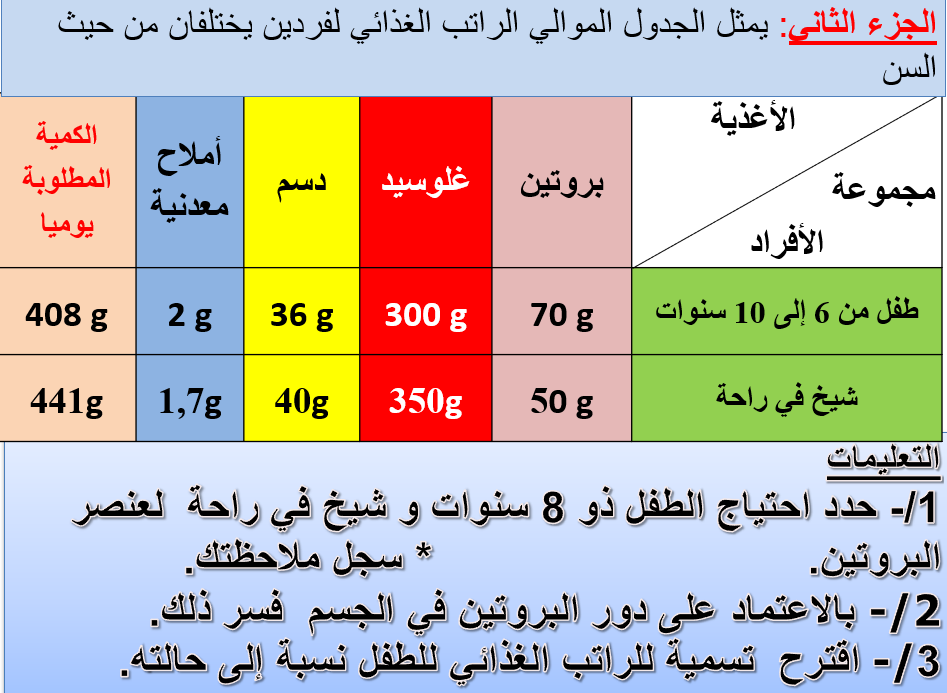 الجزء الثاني: يمثل الجدول الموالي الراتب الغذائي لفردين يختلفان من حيث
السن
الأغذية
مجموعة
الأفراد
بروتين
غلوسيد
دسم
أملاح
معدنية
الكمية
المطلوبة
يوميا
طفل من 6 إلى 10 سنوات
70 g
300 g
36 g
2 g
408 g
شيخ في راحة
50 g
350g
40g
1,7g
441g
التعليمات
1/- حدد احتياج الطفل ذو 8 سنوات و شيخ في راحة لعنصر
البروتين. * سجل ملاحظتك.
2/- بالاعتماد على دور البروتين في الجسم فسر ذلك.
3/- اقترح تسمية للراتب الغذائي للطفل نسبة إلى حالته.